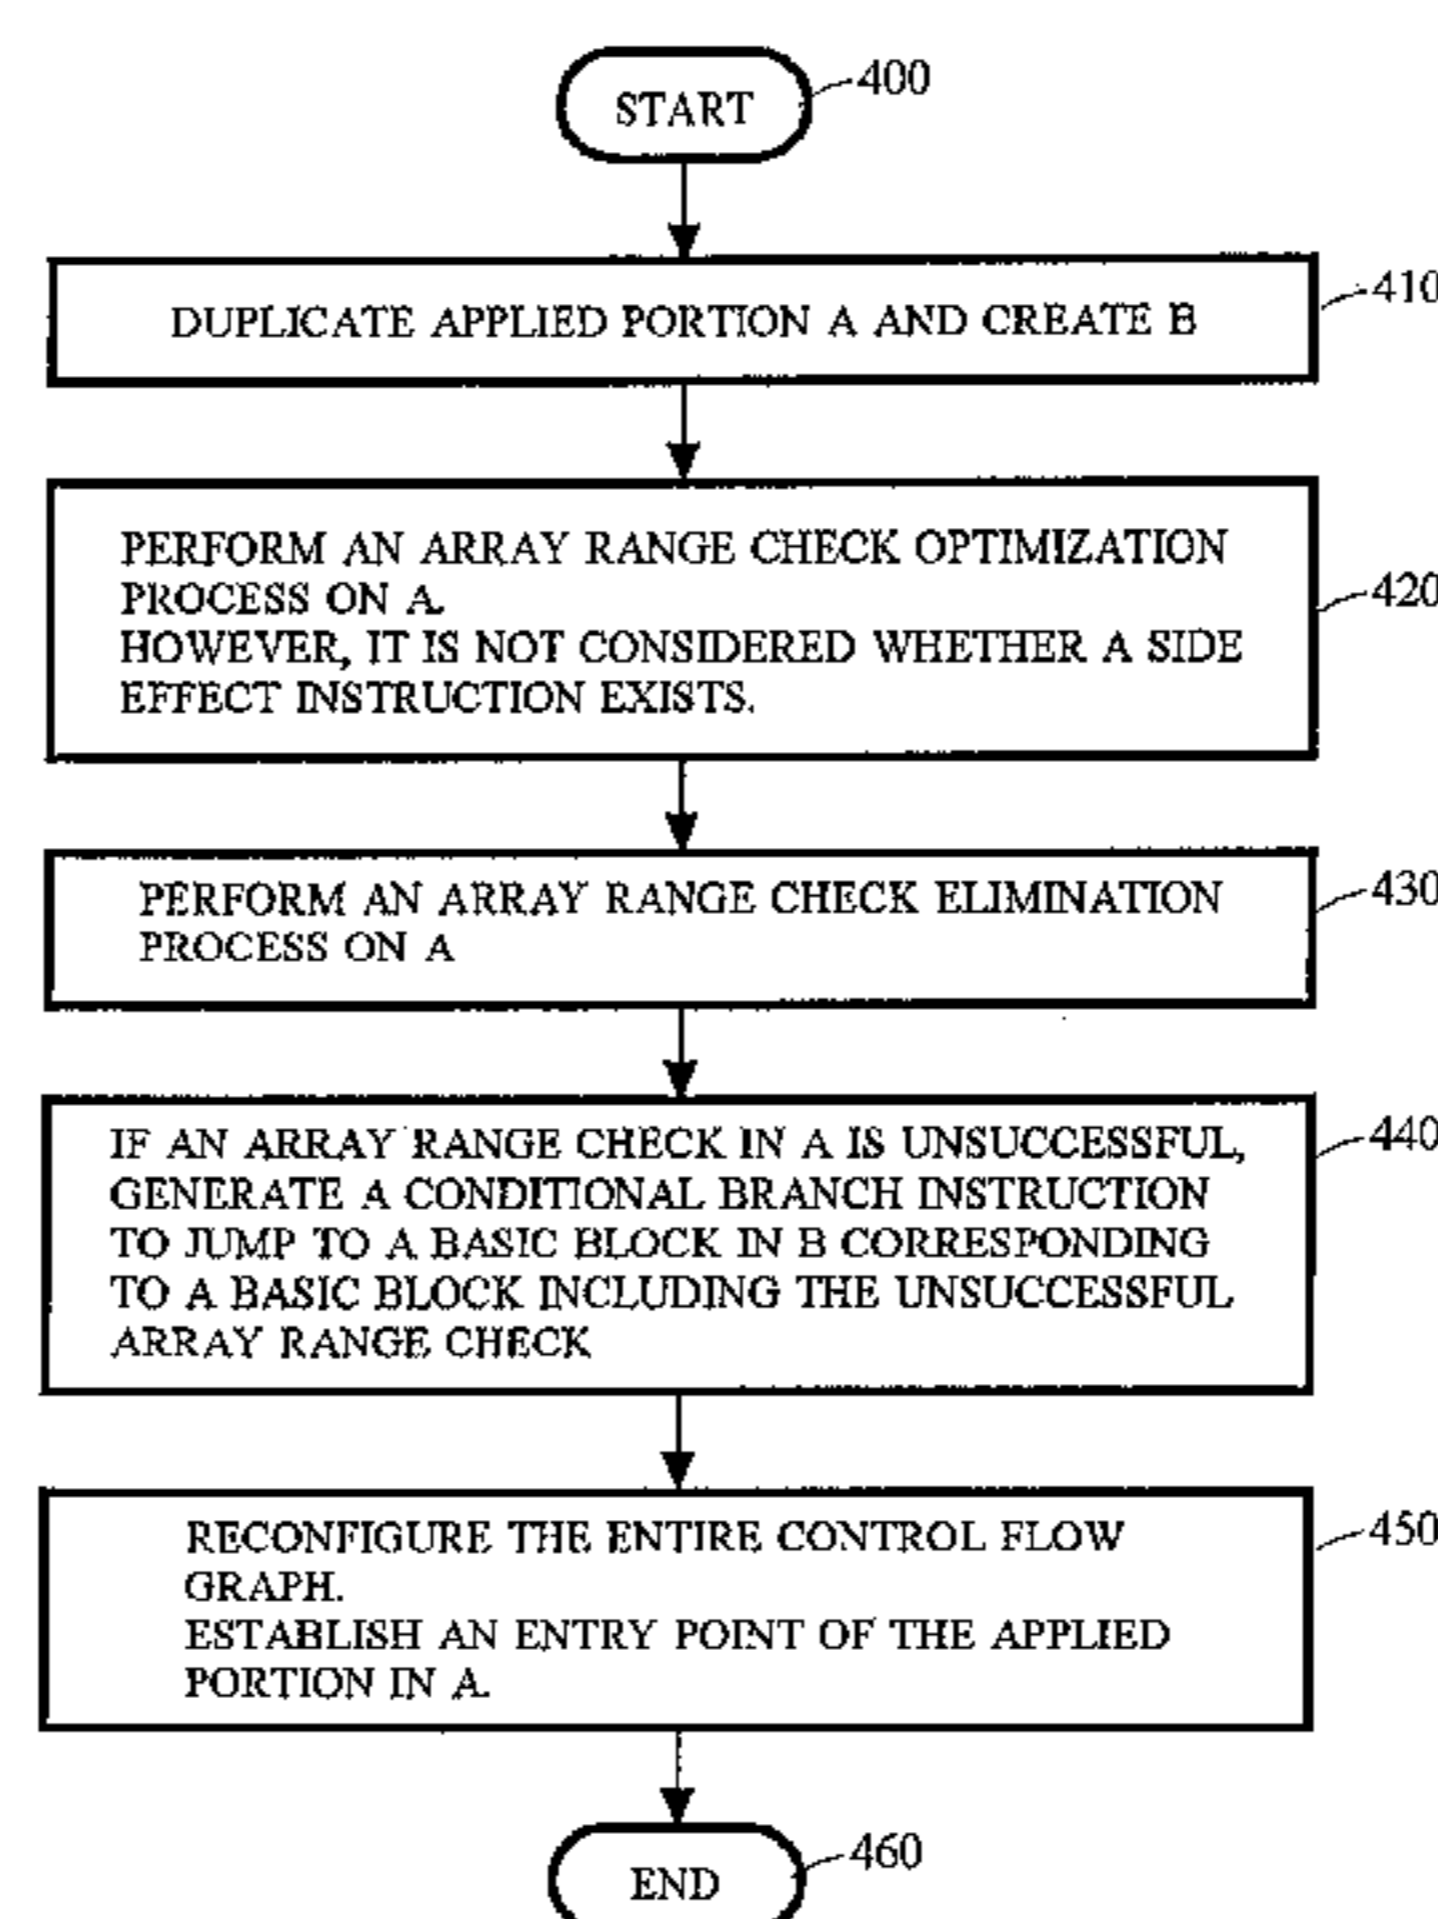 START
400
DUPLICATE APPLIED PORTION A AND CREATE B
410
PERFORM AN ARRAY RANGE CHECK OPTIMIZATION
PROCESS ON A.
HOWEVER, IT IS NOT CONSIDERED WHETHER A SIDE
EFFECT INSTRUCTION EXISTS.
420
PERFORM AN ARRAY RANGE CHECK ELIMINATION
PROCESS ON A
430
IF AN ARRAY RANGE CHECK IN A IS UNSUCCESSFUL,
GENERATE A CONDITIONAL BRANCH INSTRUCTION
TO JUMP TO A BASIC BLOCK IN B CORRESPONDING
TO A BASIC BLOCK INCLUDING THE UNSUCCESSFUL
ARRAY RANGE CHECK
440
RECONFIGURE THE ENTIRE CONTROL FLOW
GRAPH.
ESTABLISH AN ENTRY POINT OF THE APPLIED
PORTION IN A.
450
END
460